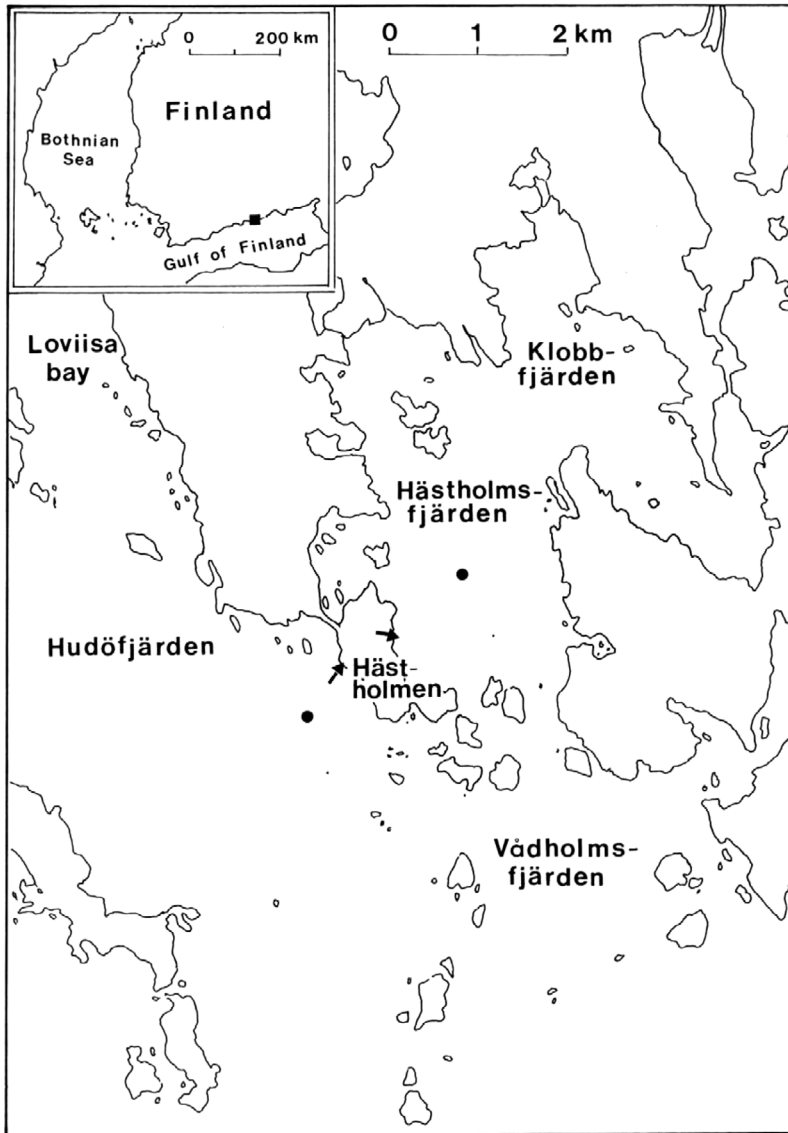 0 200 km
Finland
Bothnian
Sea
Gulf of Finland
0 1 2 km
Loviisa
bay
Klobb-
fjärden
Hästholms-
fjärden
Hudöfjärden
Häst-
holmen
Vådholms-
fjärden